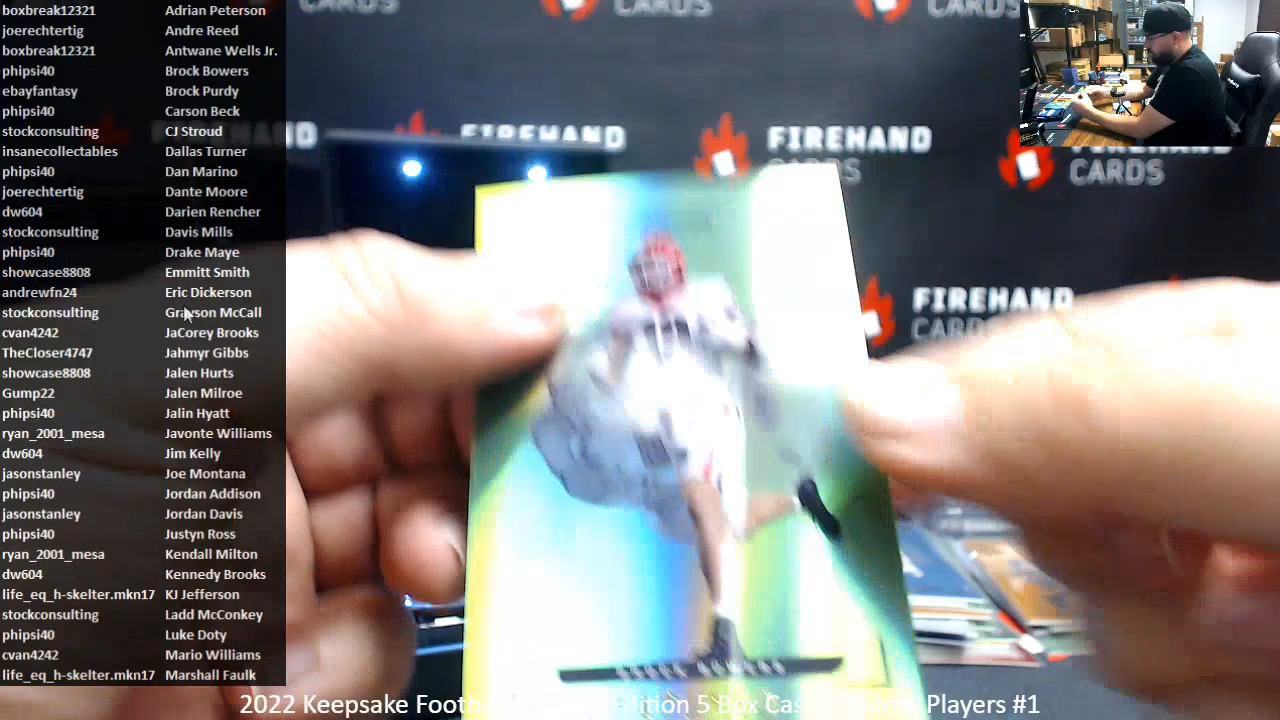 boxbreak12321 Adrian Peterson
joerechtertig Andre Reed
boxbreak12321 Antwane Wells Jr.
phipsi40 Brock Bowers
ebayfantasy Brock Purdy
phipsi40 Carson Beck
stockconsulting CJ Stroud
insanecollectables Dallas Turner
phipsi40 Dan Marino
joerechtertig Dante Moore
dw604 Darien Rencher
stockconsulting Davis Mills
phipsi40 Drake Maye
showcase8808 Emmitt Smith
andrewfn24 Eric Dickerson
stockconsulting Grayson McCall
cvan4242 JaCorey Brooks
TheCloser4747 Jahmyr Gibbs
showcase8808 Jalen Hurts
Gump22 Jalen Milroe
phipsi40 Jalin Hyatt
ryan_2001_mesa Javonte Williams
dw604 Jim Kelly
jasonstanley Joe Montana
phipsi40 Jordan Addison
jasonstanley Jordan Davis
phipsi40 Justyn Ross
ryan_2001_mesa Kendall Milton
dw604 Kennedy Brooks
life_eq_h-skelter.mkn17 KJ Jefferson
stockconsulting Ladd McConkey
phipsi40 Luke Doty
cvan4242 Mario Williams
life_eq_h-skelter.mkn17 Marshall Faulk
CARDS CARDS CARDS
FIREHAND FIREHAND
CARDS CARDS
FIREHAND
CARDS
BROCK BOWERS
2022 Keepsake Edition 5 Box Players #1